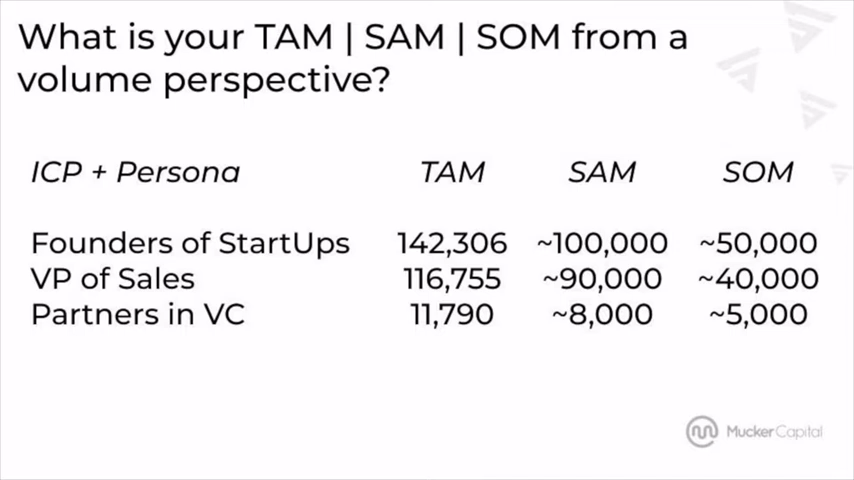 What is your TAM | SAM | SOM from a
volume perspective?
ICP + Persona TAM SAM SOM
Founders of StartUps 142,306 ~100,000 ~50,000
VP of Sales 116,755 ~90,000 ~40,000
Partners in VC 11,790 ~8,000 ~5,000
MuckerCapital